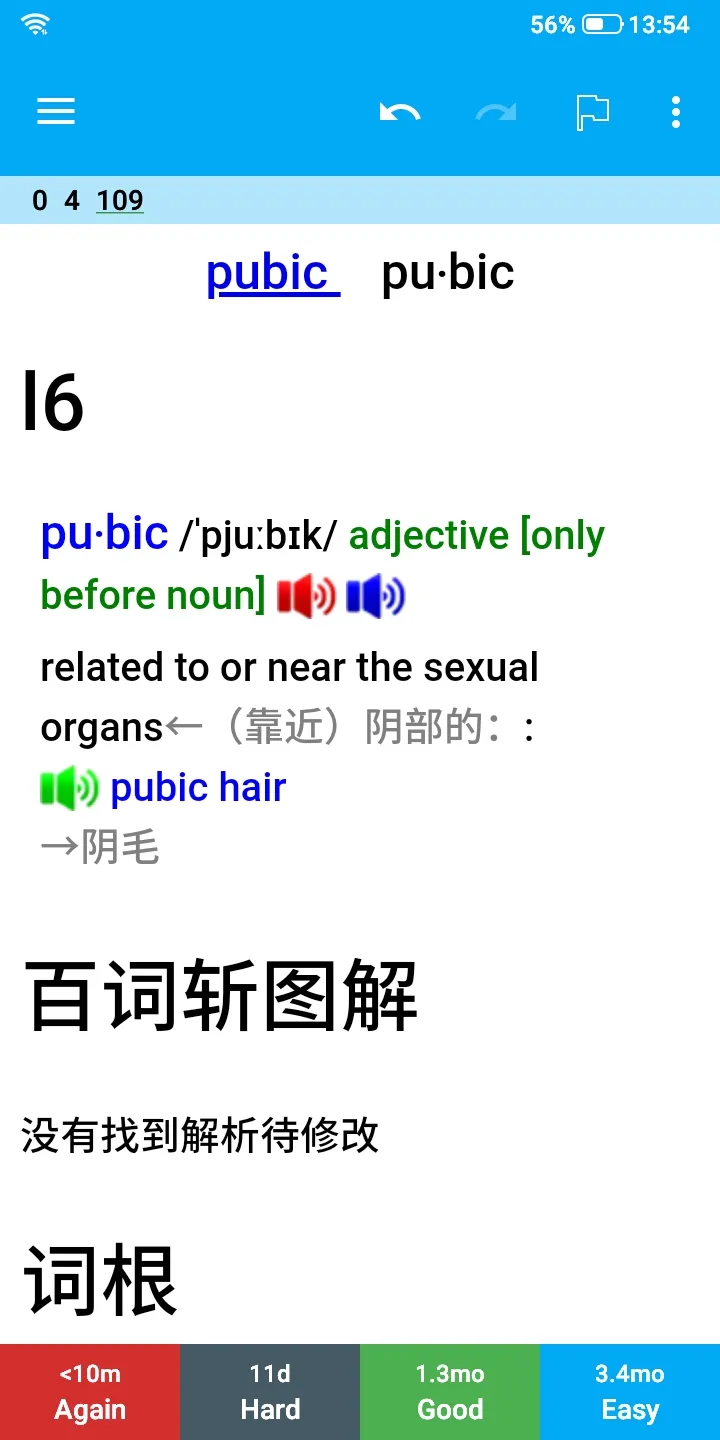 56% 13:54
0 4 109
pubic pu·bic
l6
pu·bic /ˈpjuːbɪk/ adjective [only
before noun]
related to or near the sexual
organs←（靠近）阴部的：:
pubic hair
→阴毛
百词斩图解
没有找到解析待修改
词根
<10m 11d 1.3mo 3.4mo
Again Hard Good Easy